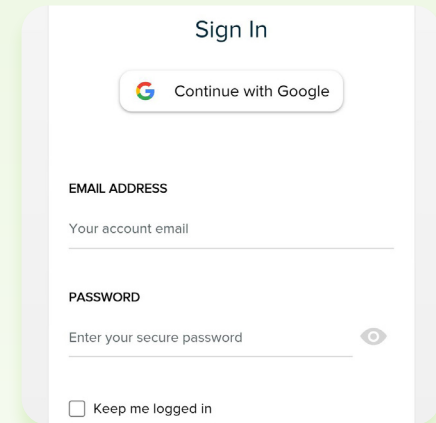 Sign In
Continue with Google
EMAIL ADDRESS
Your account email
PASSWORD
Enter your secure password
Keep me logged in